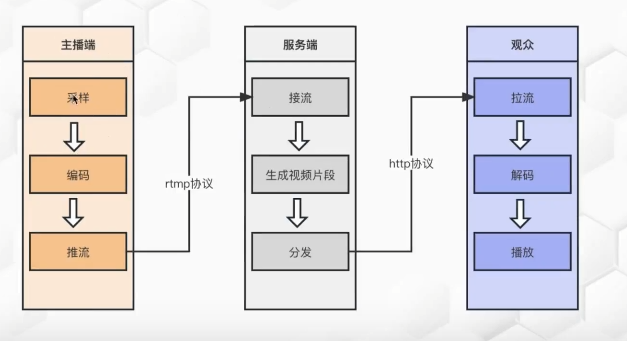 主播端
采样
编码
推流
rtmp协议
服务端
接流
生成视频片段
分发
http协议
观众
拉流
解码
播放